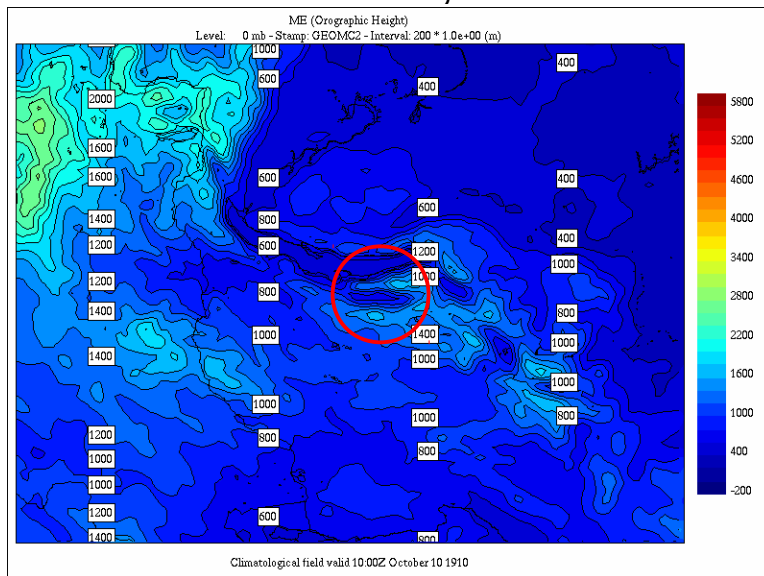 ME (Orographic Height)
Level: 0 mb - Stamp: GEOMC2 - Interval: 200 * 1.0e+00 (m)
1000
400
600 400
2000 5800
5200
1600
1600 600 400 4600
600
1400 800 4000
1200 600 400
1200 3400
1000 1000
1200 800 2800
1400 800
1000 1400 1000 2200
1400 1000
1600
1000
1000 1000
1000 800
1200 800
800 400
1000
1000 -200
1200 600
1400 800
Climatological field valid 10:00Z October 10 1910